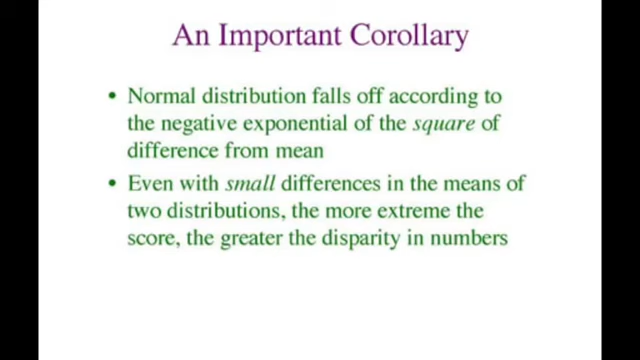 An Important Corollary
• Normal distribution falls off according to
the negative exponential of the square of
difference from mean
• Even with small differences in the means of
two distributions, the more extreme the
score, the greater the disparity in numbers